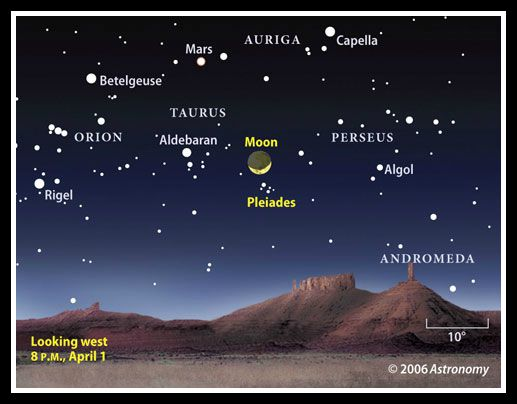 AURIGA
Capella
Mars
Betelgeuse
TAURUS
ORION
Aldebaran
Moon
PERSEUS
Algol
Rigel
Pleiades
ANDROMEDA
10°
Looking west
8 P.M., April 1
© 2006 Astronomy